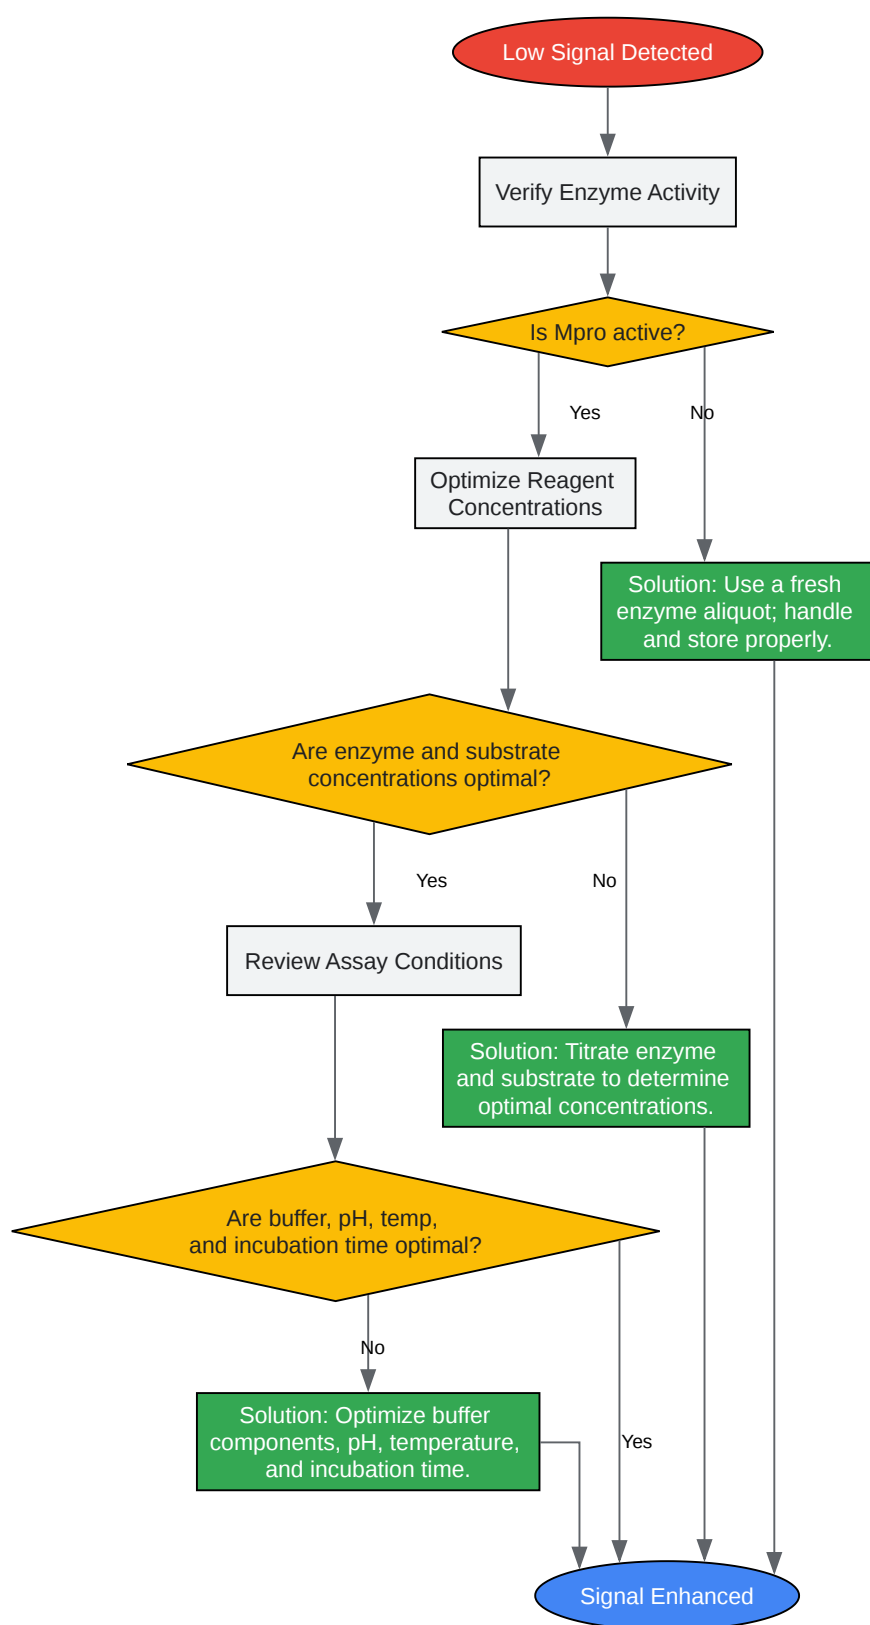 Low Signal Detected
Verify Enzyme Activity
Is Mpro active?
Yes
No
Optimize Reagent
Concentrations
Solution: Use a fresh
enzyme aliquot; handle
and store properly.
Are enzyme and substrate
concentrations optimal?
Yes
No
Review Assay Conditions
Solution: Titrate enzyme
and substrate to determine
optimal concentrations.
Are buffer, pH, temp,
and incubation time optimal?
No
Solution: Optimize buffer
components, pH, temperature,
and incubation time.
Yes
Signal Enhanced